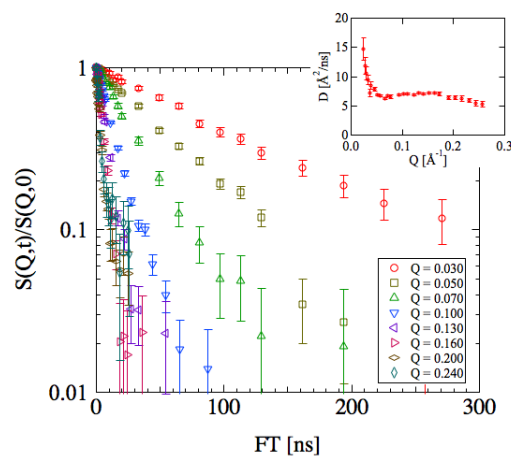 20
15
D [Å²/ns]
10
5
0
0
0.1
0.2
0.3
Q [Å⁻¹]
1
S(Q,t)/S(Q,0)
0.1
0.01
Q = 0.030
Q = 0.050
Q = 0.070
Q = 0.100
Q = 0.130
Q = 0.160
Q = 0.200
Q = 0.240
0
100
200
300
FT [ns]